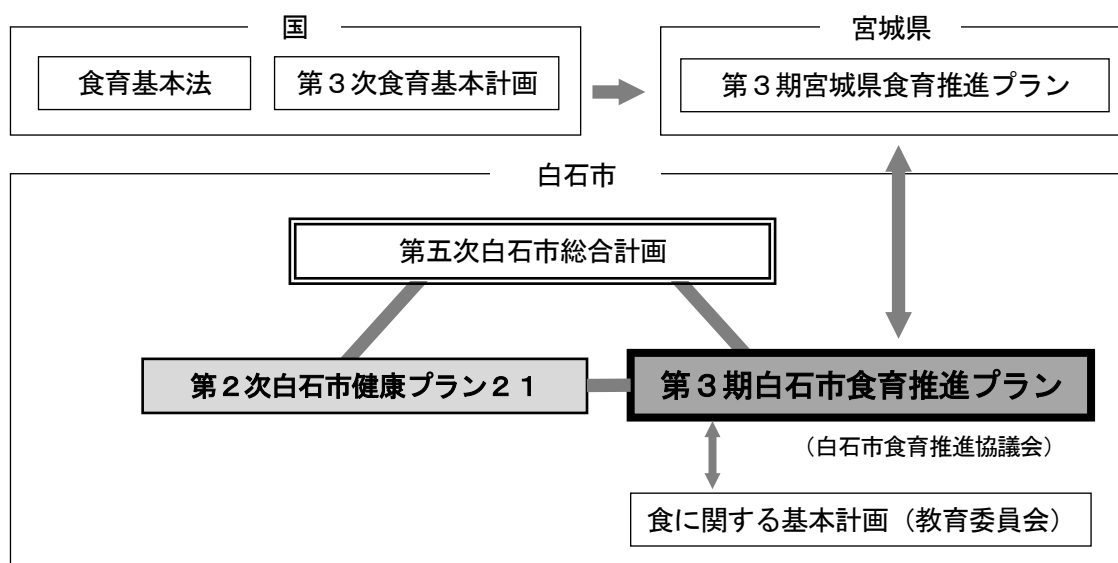 国
宮城県
食育基本法
第３次食育基本計画
第３期宮城県食育推進プラン
白石市
第五次白石市総合計画
第２次白石市健康プラン２１
第３期白石市食育推進プラン
（白石市食育推進協議会）
食に関する基本計画（教育委員会）